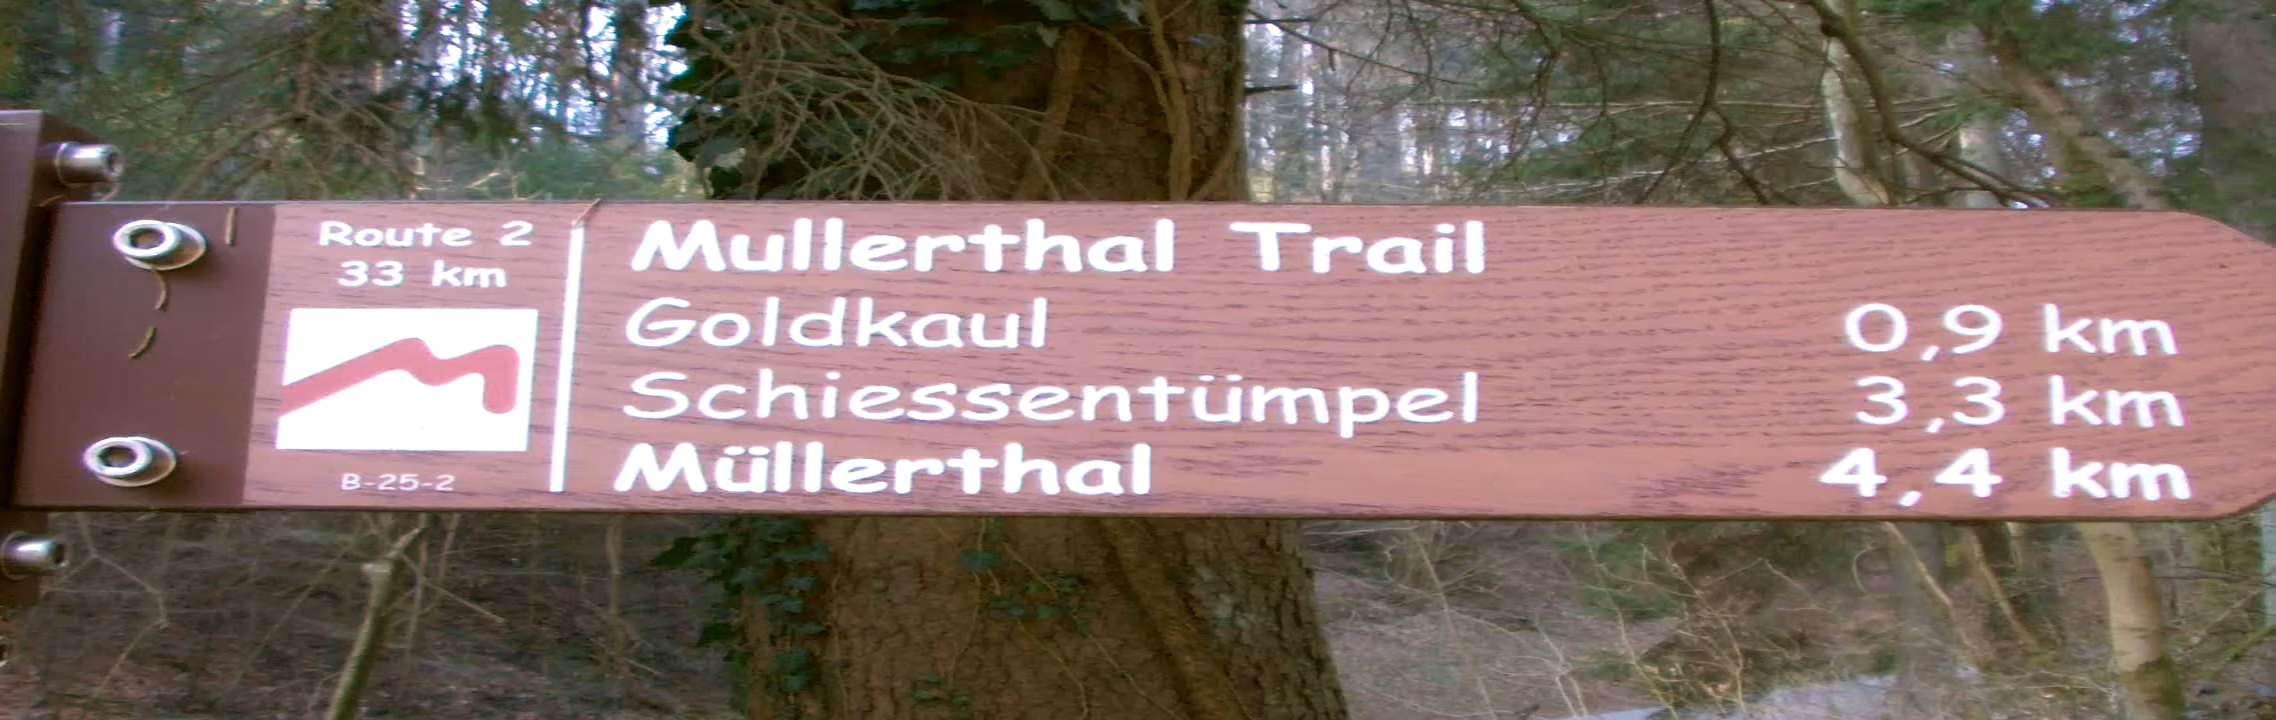 Route 2
33 km
B-25-2
Mullerthal Trail
Goldkaul 0,9 km
Schiessentümpel 3,3 km
Müllerthal 4,4 km